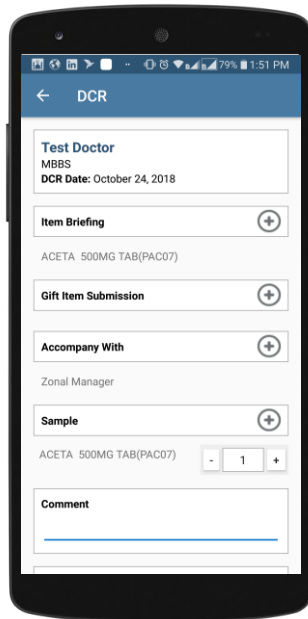 79% 1:51 PM
DCR
Test Doctor
MBBS
DCR Date: October 24, 2018
Item Briefing
ACETA 500MG TAB(PAC07)
Gift Item Submission
Accompany With
Zonal Manager
Sample
ACETA 500MG TAB(PAC07) - 1 +
Comment